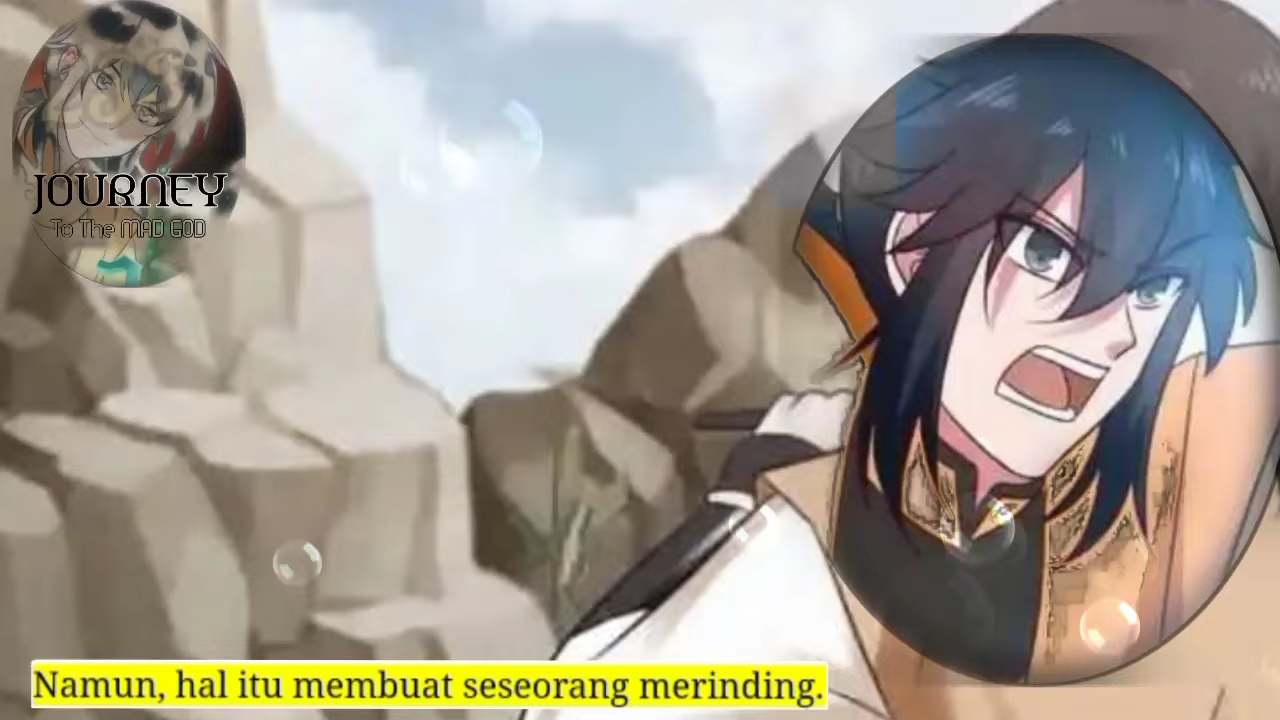 JOURNEY
To The MAD GOD
Namun, hal itu membuat seseorang merinding.